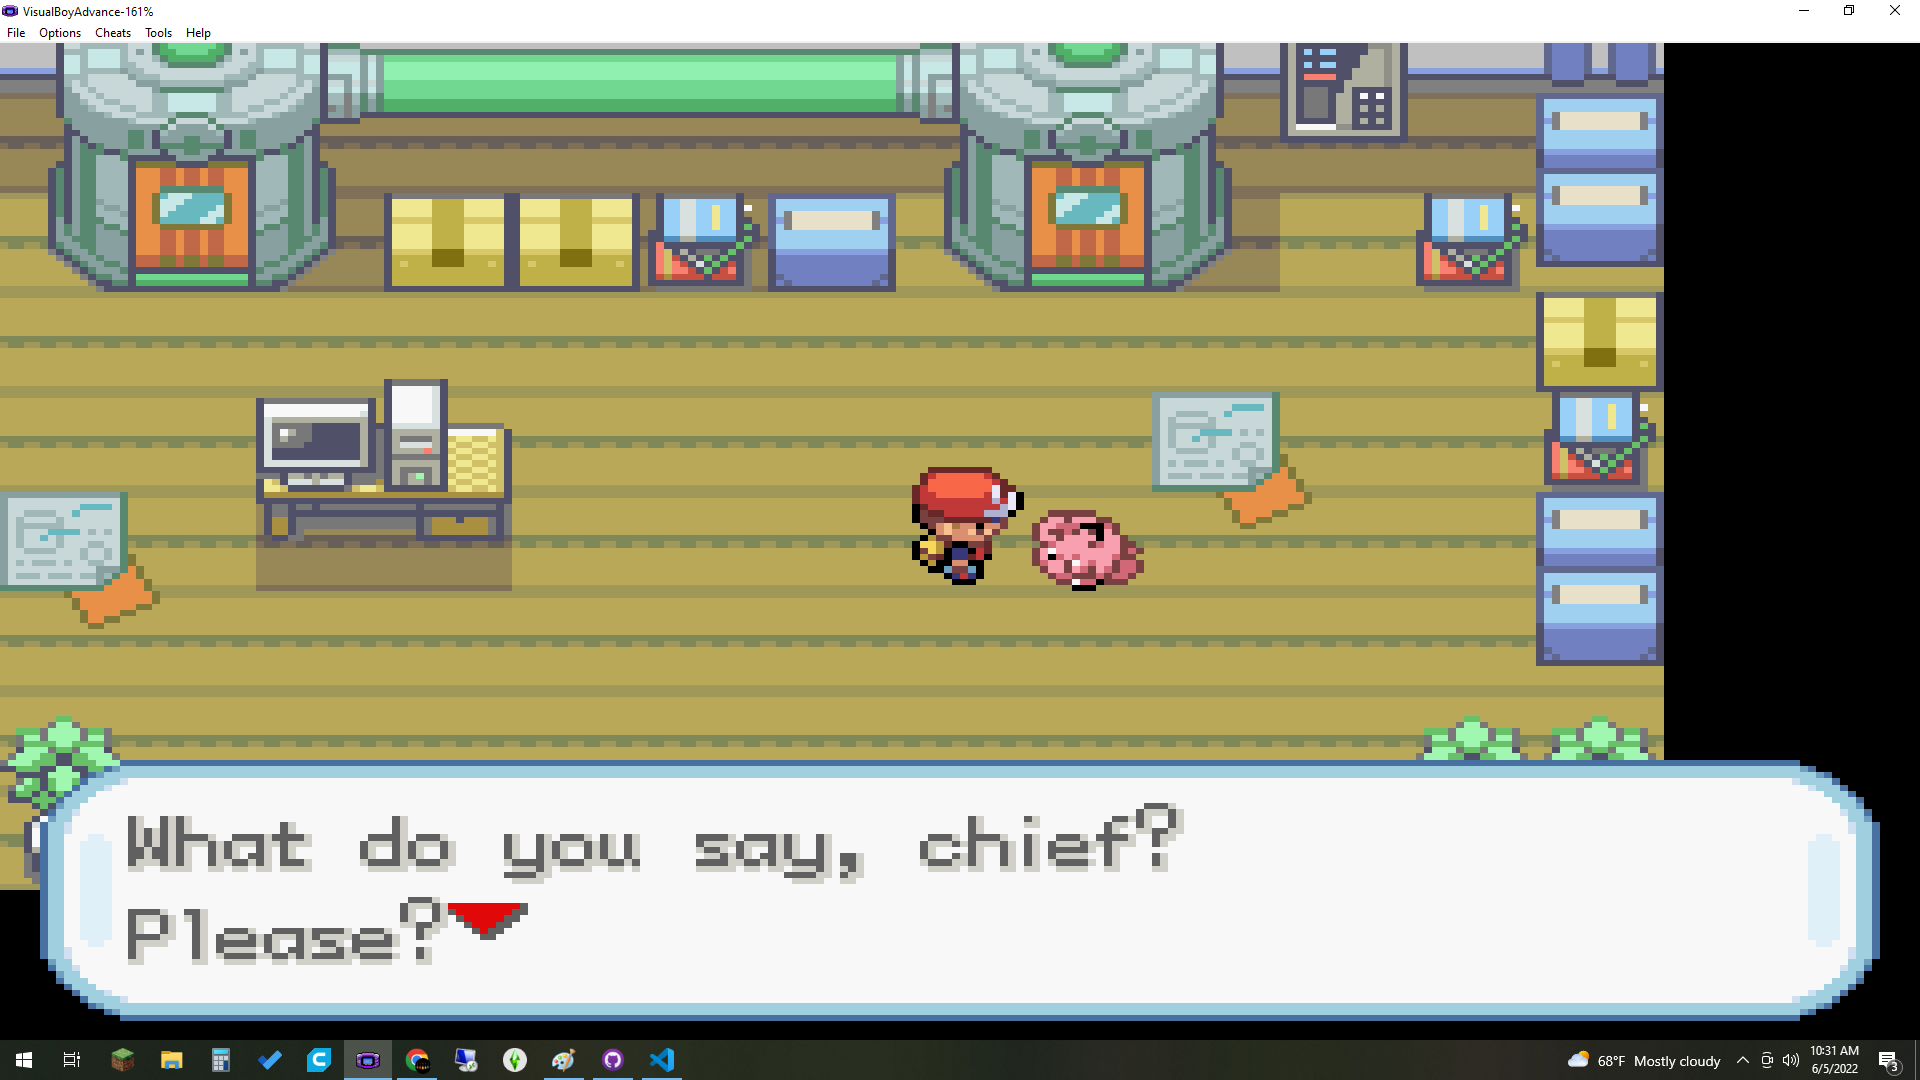 VisualBoyAdvance-161%
File Options Cheats Tools Help
What do you say, chief?
Please?
68°F Mostly cloudy
10:31 AM
6/5/2022
3